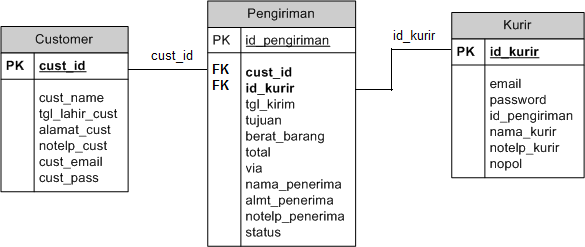 Customer
PK cust_id
cust_name
tgl_lahir_cust
alamat_cust
notelp_cust
cust_email
cust_pass
cust_id
Pengiriman
PK id_pengiriman
FK cust_id
FK id_kurir
tgl_kirim
tujuan
berat_barang
total
via
nama_penerima
almt_penerima
notelp_penerima
status
id_kurir
Kurir
PK id_kurir
email
password
id_pengiriman
nama_kurir
notelp_kurir
nopol